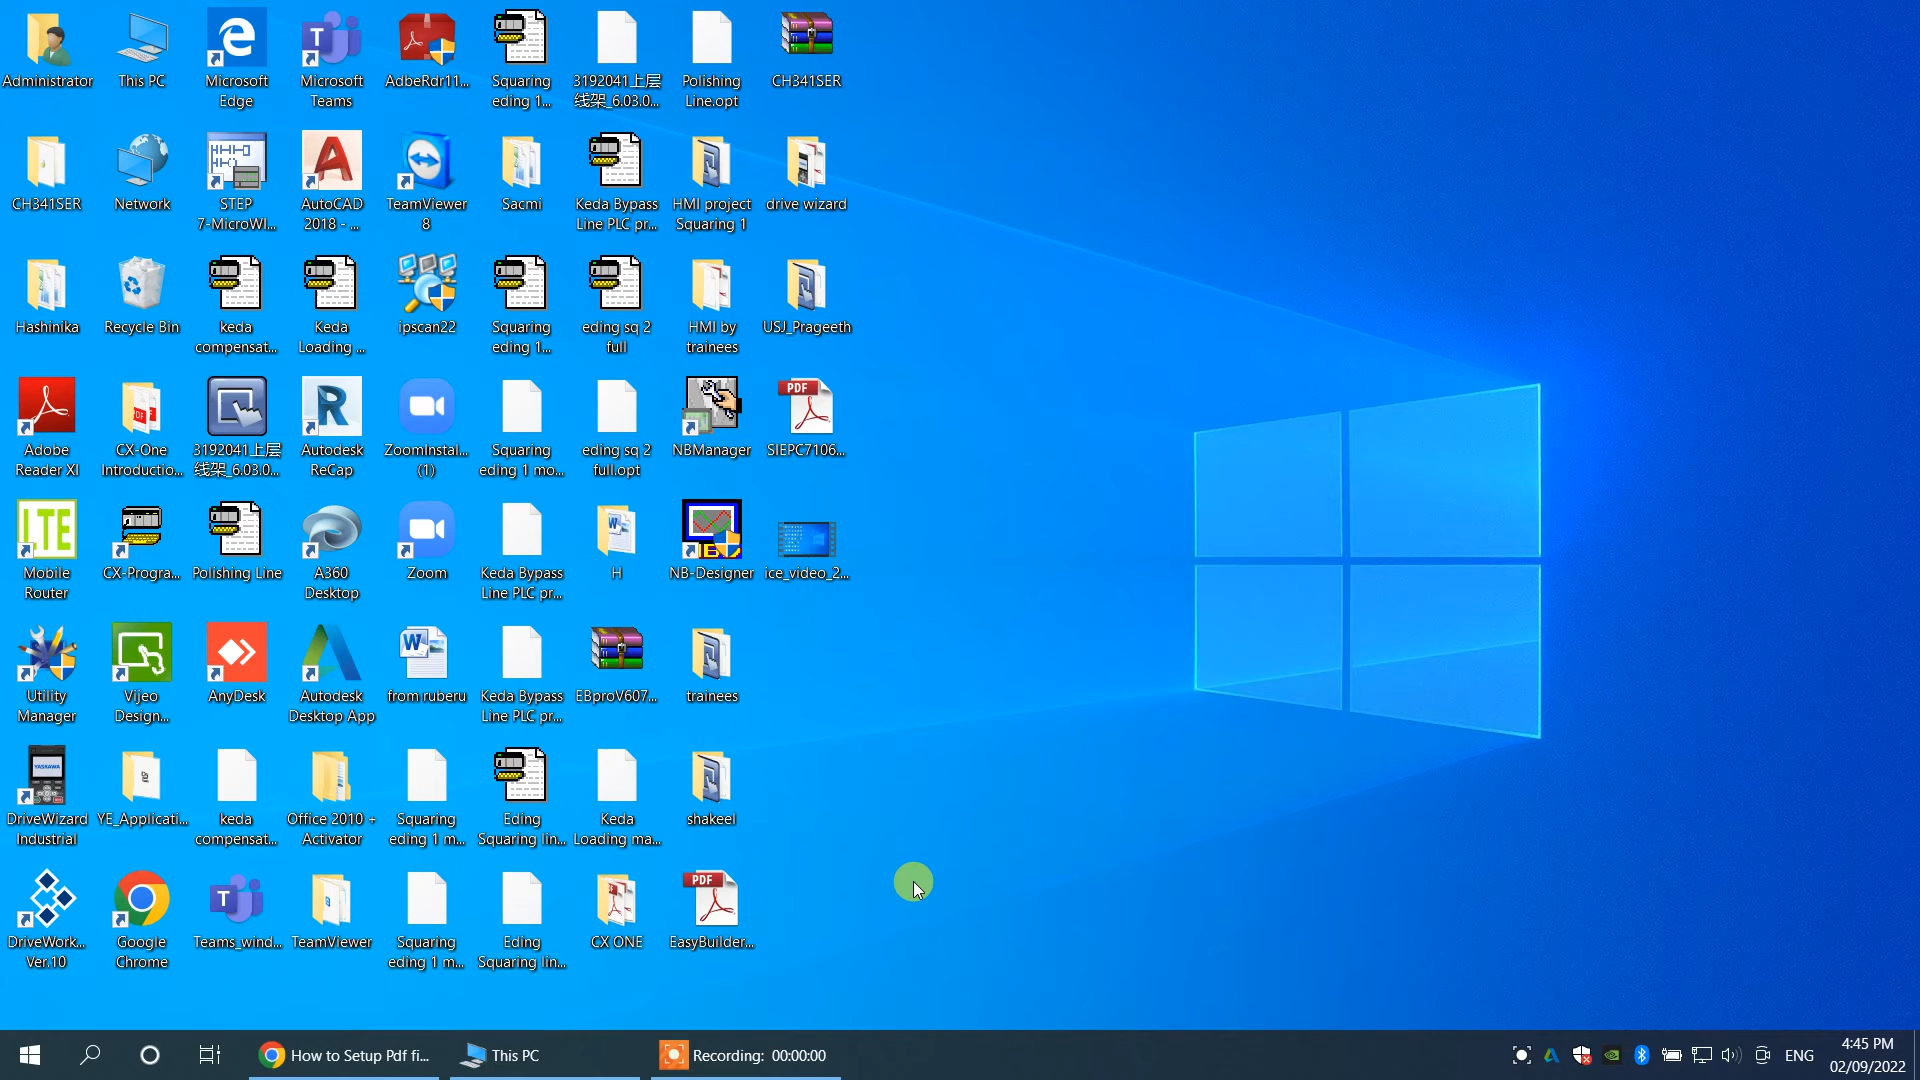 Administrator
This PC
Microsoft
Edge
Microsoft
Teams
AdbeRdr11...
Squaring
eding 1...
3192041上层
线架_6.03.0...
Polishing
Line.opt
CH341SER
CH341SER
Network
STEP
7-MicroWI...
AutoCAD
2018 - ...
TeamViewer
8
Sacmi
Keda Bypass
Line PLC pr...
HMI project
Squaring 1
drive wizard
Hashinika
Recycle Bin
keda
compensat...
Keda
Loading ...
ipscan22
Squaring
eding 1...
eding sq 2
full
HMI by
trainees
USJ_Prageeth
Adobe
Reader XI
CX-One
Introductio...
3192041上层
线架_6.03.0...
Autodesk
ReCap
ZoomInstal...
(1)
Squaring
eding 1 mo...
eding sq 2
full.opt
NBManager
PDF
SIEPC7106...
LTE
Mobile
Router
CX-Progra...
Polishing Line
A360
Desktop
Zoom
Keda Bypass
Line PLC pr...
H
NB-Designer
ice_video_2...
Utility
Manager
Vijeo
Design...
AnyDesk
Autodesk
Desktop App
from ruberu
Keda Bypass
Line PLC pr...
EBproV607...
trainees
YASKAWA
DriveWizard
Industrial
YE_Applicati...
keda
compensat...
Office 2010 +
Activator
Squaring
eding 1 m...
Eding
Squaring lin...
Keda
Loading ma...
shakeel
DriveWork...
Ver.10
Google
Chrome
Teams_wind...
TeamViewer
Squaring
eding 1 m...
Eding
Squaring lin...
CX ONE
PDF
EasyBuilder...
How to Setup Pdf fi...
This PC
Recording: 00:00:00
ENG
4:45 PM
02/09/2022